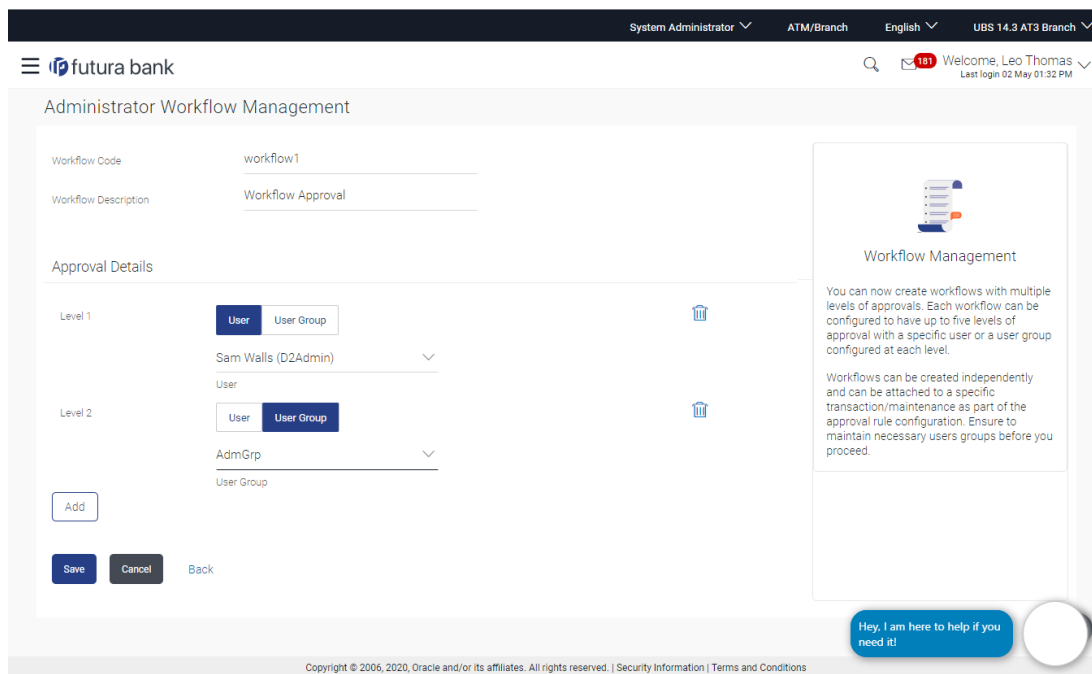 System Administrator ATM/Branch English UBS 14.3 AT3 Branch
futura bank
181
Welcome, Leo Thomas
Last login 02 May 01:32 PM
Administrator Workflow Management
Workflow Code workflow1
Workflow Description Workflow Approval
Approval Details
Level 1 User User Group
Sam Walls (D2Admin)
User
Level 2 User User Group
AdmGrp
User Group
Add
Save Cancel Back
Workflow Management
You can now create workflows with multiple
levels of approvals. Each workflow can be
configured to have up to five levels of
approval with a specific user or a user group
configured at each level.
Workflows can be created independently
and can be attached to a specific
transaction/maintenance as part of the
approval rule configuration. Ensure to
maintain necessary users groups before you
proceed.
Hey, I am here to help if you
need it!
Copyright © 2006, 2020, Oracle and/or its affiliates. All rights reserved. | Security Information | Terms and Conditions